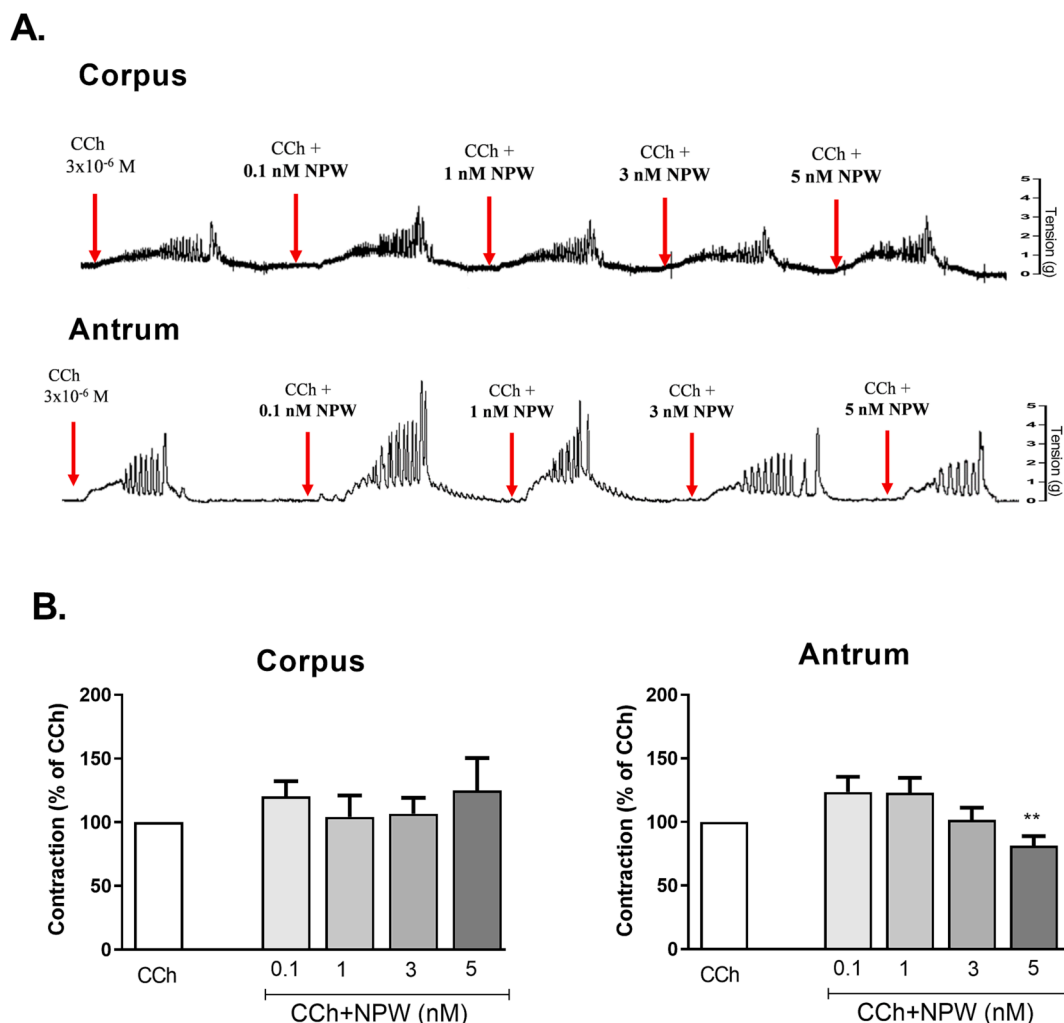 A.
Corpus
CCh
3x10⁻⁶ M
CCh +
0.1 nM NPW
CCh +
1 nM NPW
CCh +
3 nM NPW
CCh +
5 nM NPW
5
4
3
2
1
0
Tension (g)
Antrum
CCh
3x10⁻⁶ M
CCh +
0.1 nM NPW
CCh +
1 nM NPW
CCh +
3 nM NPW
CCh +
5 nM NPW
5
4
3
2
1
0
Tension (g)
B.
Corpus
Contraction (% of CCh)
200
150
100
50
0
CCh
0.1 1 3 5
CCh+NPW (nM)
Antrum
Contraction (% of CCh)
200
150
100
50
0
**
CCh
0.1 1 3 5
CCh+NPW (nM)